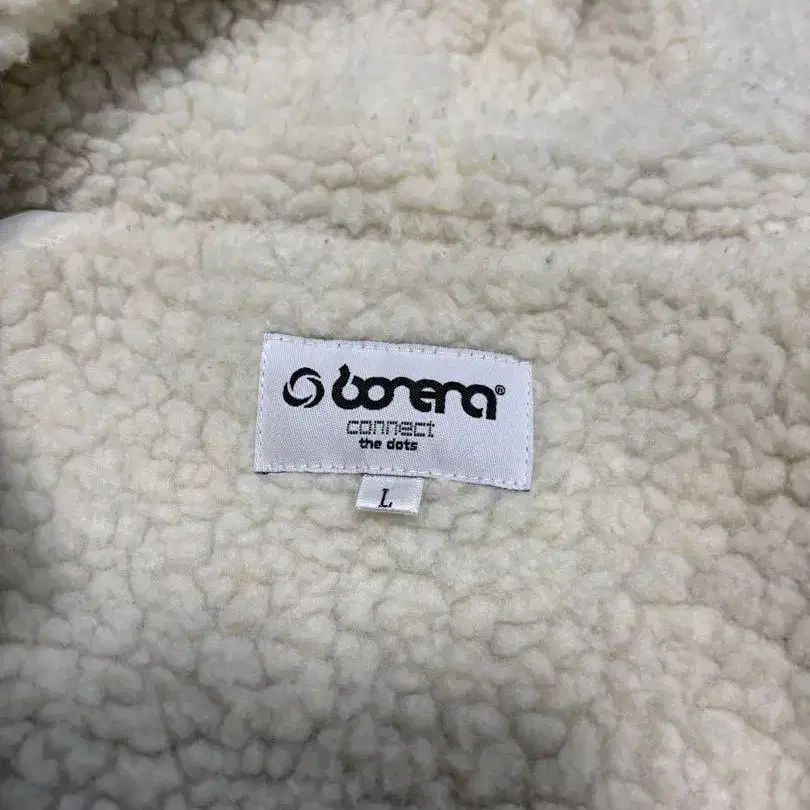 bonera®
connect
the dots
L